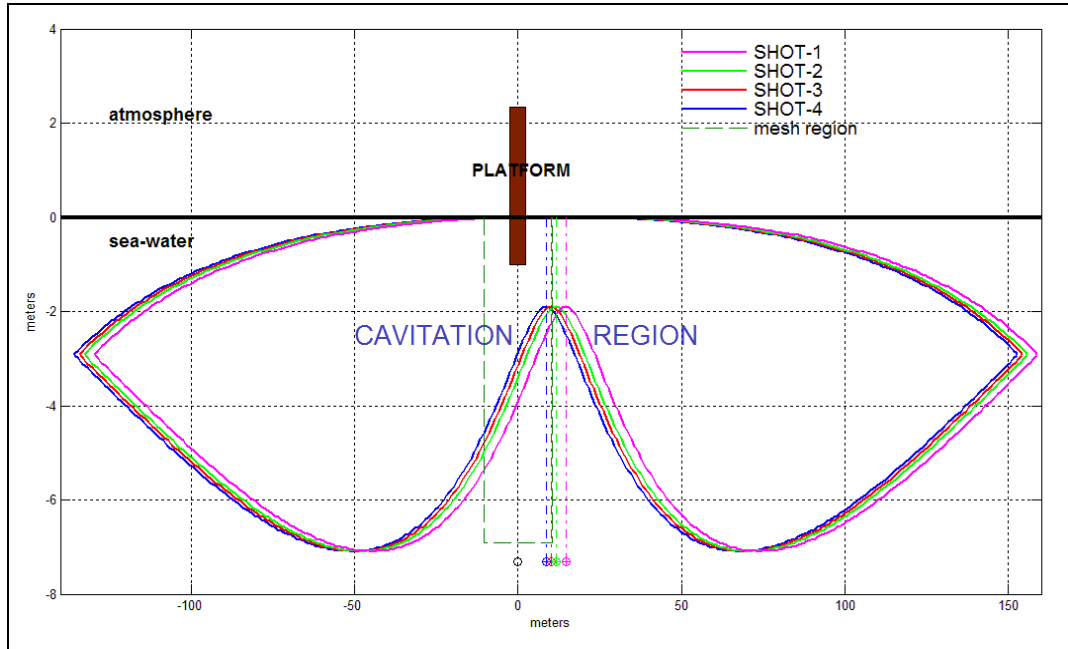 4
2
0
-2
-4
-6
-8
meters
SHOT-1
SHOT-2
SHOT-3
SHOT-4
mesh region
atmosphere
PLATFORM
sea-water
CAVITATION REGION
-100 -50 0 50 100 150
meters